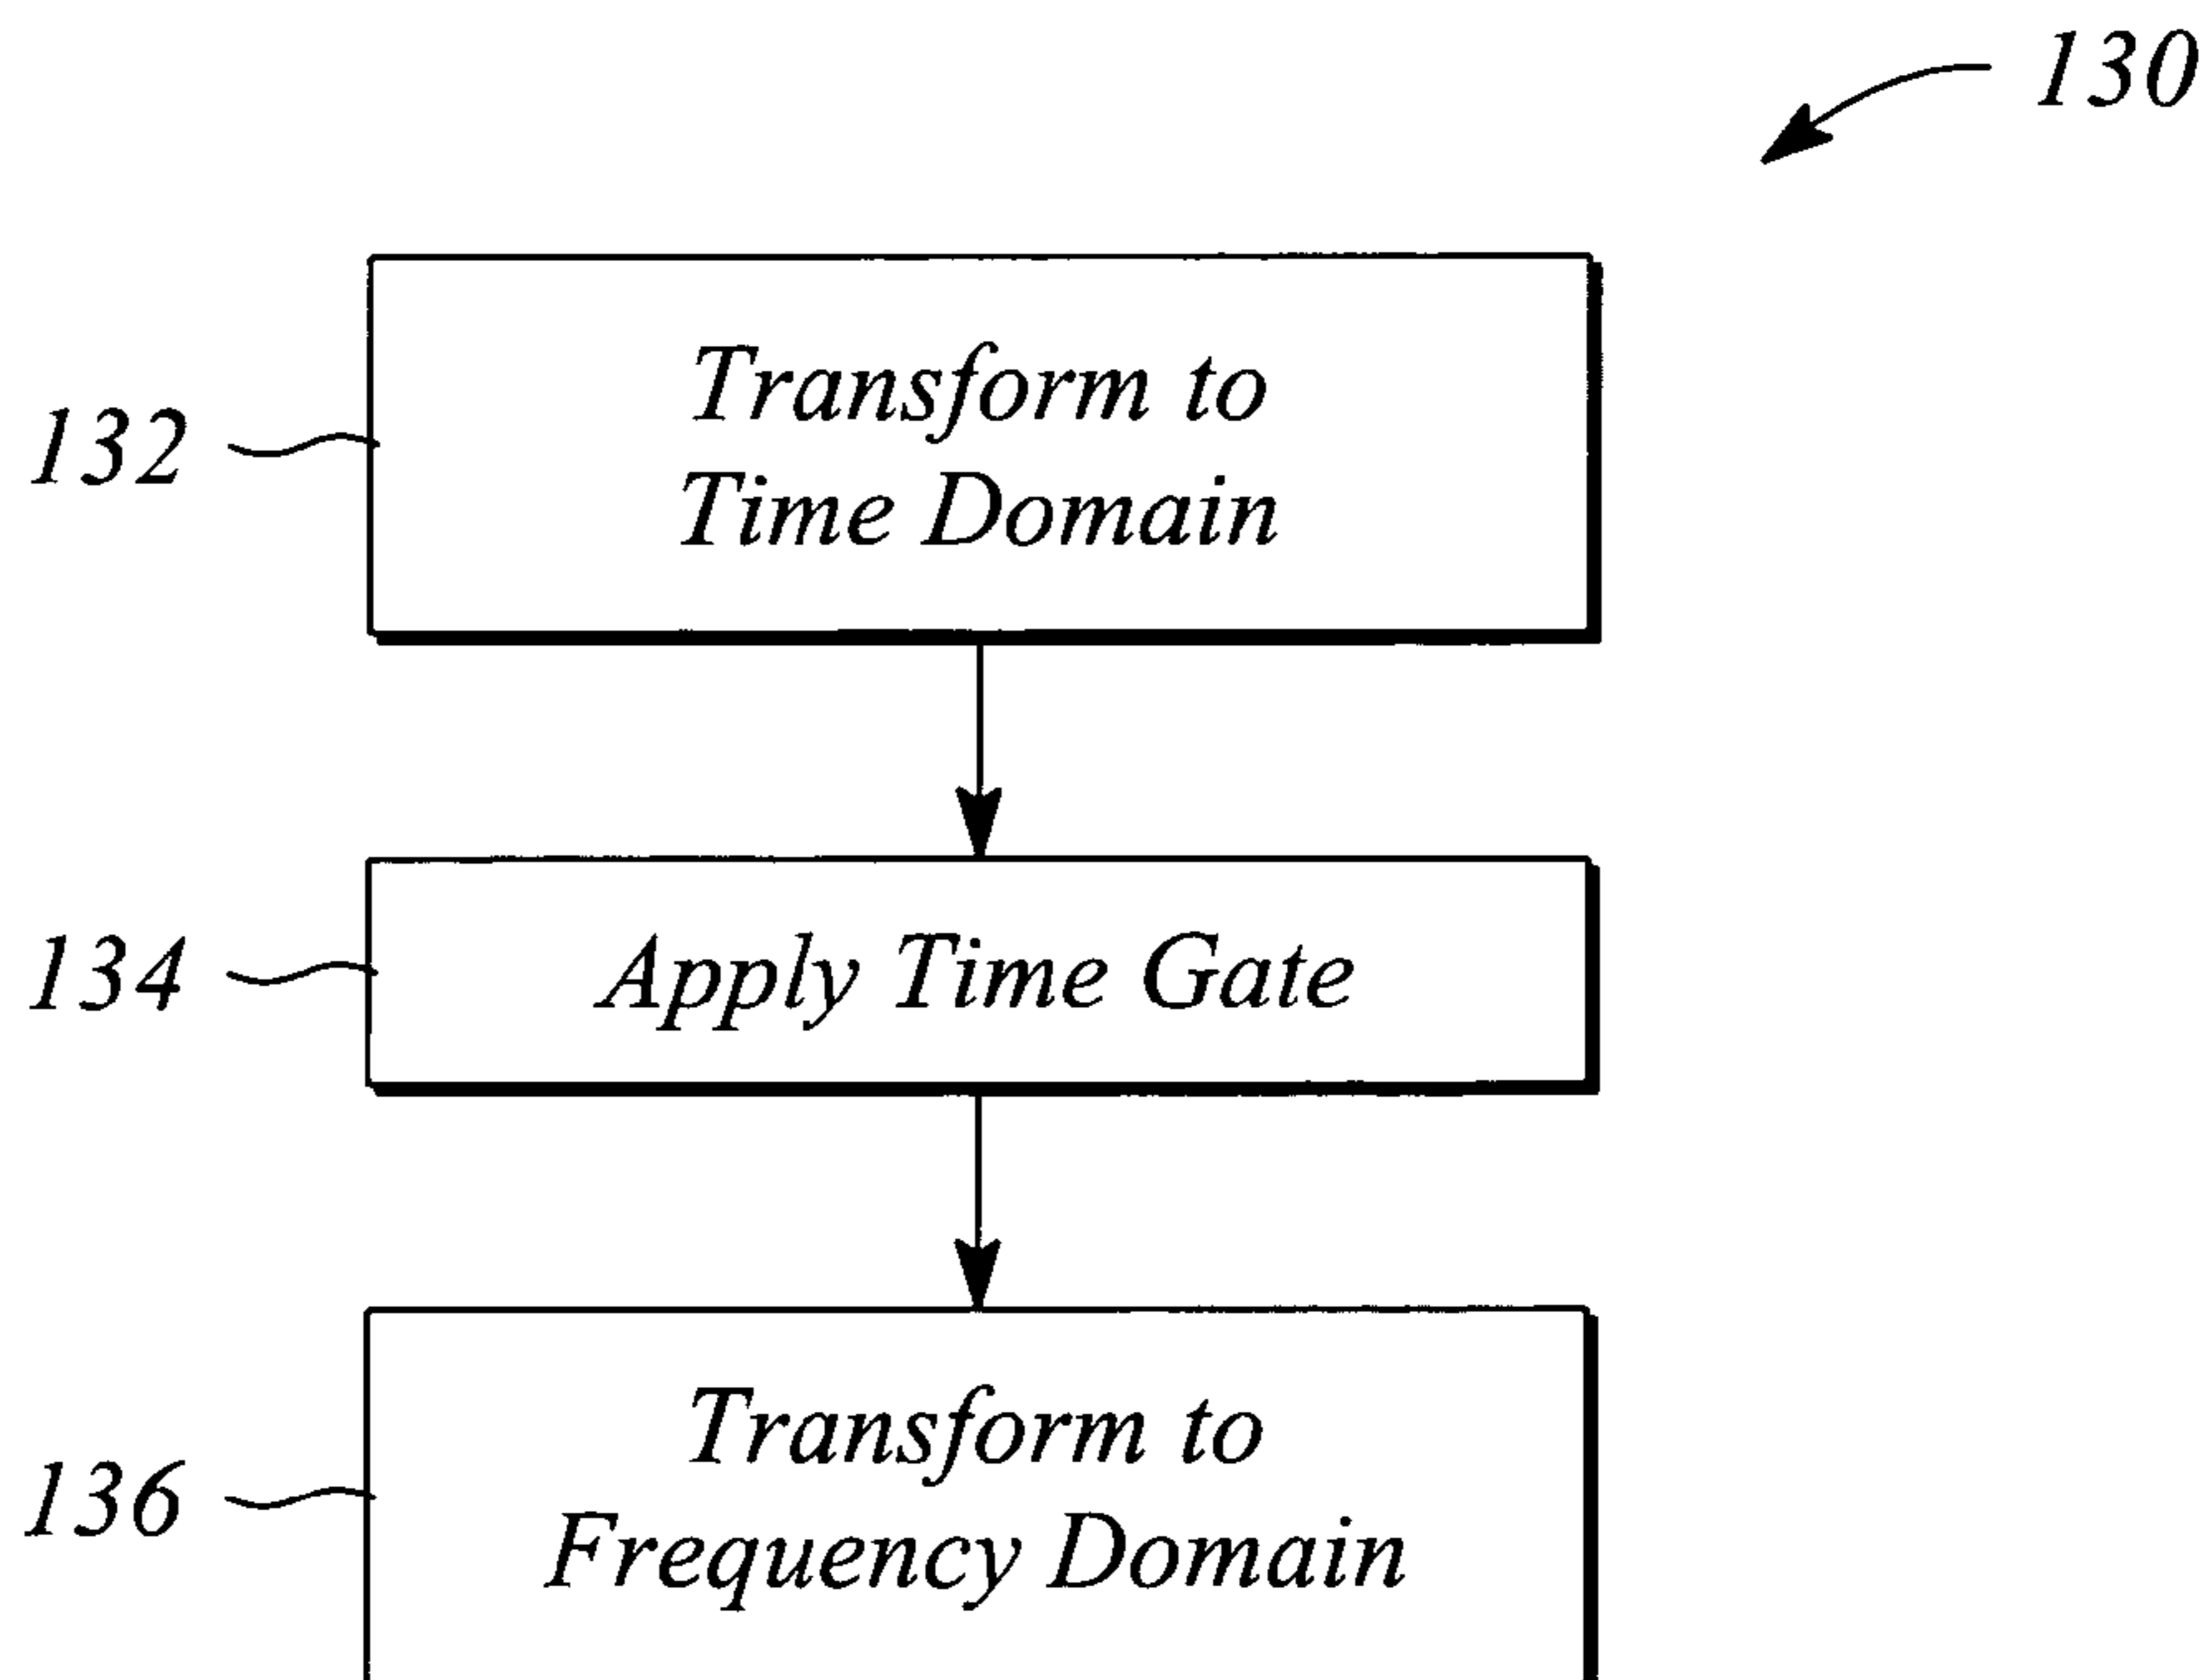 130
132
Transform to
Time Domain
134
Apply Time Gate
136
Transform to
Frequency Domain